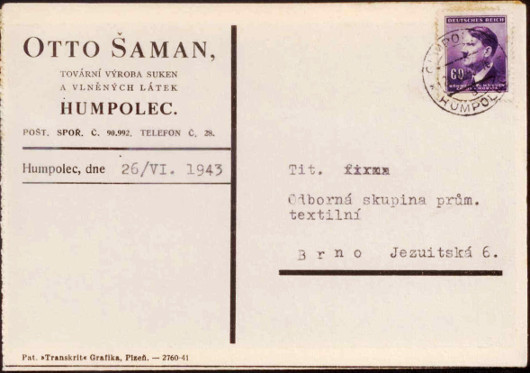 OTTO ŠAMAN,
TOVÁRNÍ VÝROBA SUKEN
A VLNĚNÝCH LÁTEK
HUMPOLEC.
POŠT. SPOŘ. Č. 90.992. TELEFON Č. 28.
Humpolec, dne 26/VI. 1943
DEUTSCHES REICH
60
HUMPOLEC
Tit. firma
Odborná skupina prům.
textilní
Brno Jezuitská 6.
Pat. »Transkrit« Grafika, Plzeň. — 2760-41